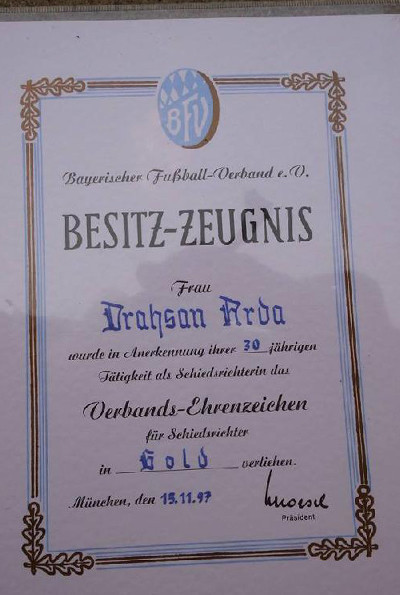 BFV
Bayerischer Fußball-Verband e.V.
BESITZ-ZEUGNIS
Frau
Drahsan Arda
wurde in Anerkennung ihrer 30 jährigen
Tätigkeit als Schiedsrichterin das
Verbands-Ehrenzeichen
für Schiedsrichter
in Gold verliehen.
München, den 15.11.97
Präsident